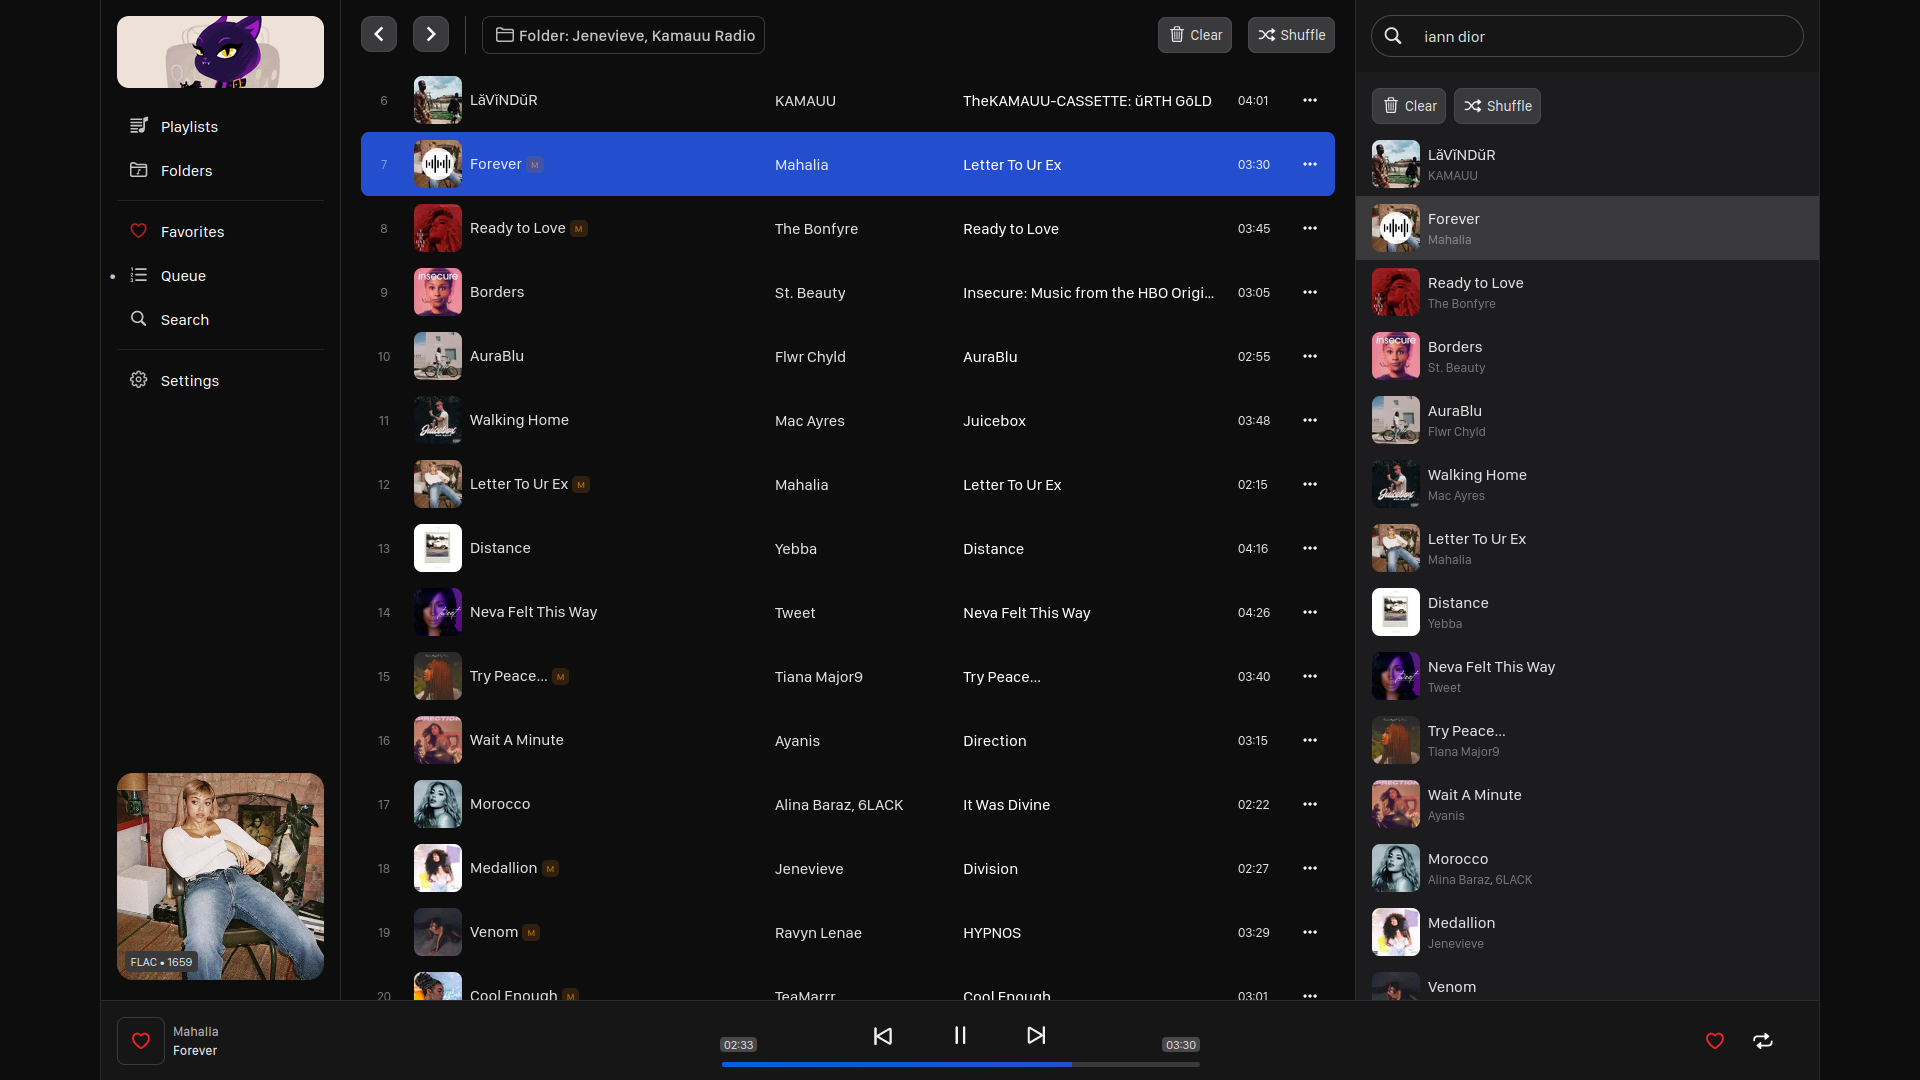 Playlists
Folders
Favorites
Queue
Search
Settings
FLAC • 1659
Folder: Jenevieve, Kamauu Radio
Clear
Shuffle
6 LăVĭNDŭR KAMAUU TheKAMAUU-CASSETTE: ŭRTH GōLD 04:01
7 Forever M Mahalia Letter To Ur Ex 03:30
8 Ready to Love M The Bonfyre Ready to Love 03:45
9 Borders St. Beauty Insecure: Music from the HBO Origi... 03:05
10 AuraBlu Flwr Chyld AuraBlu 02:55
11 Walking Home Mac Ayres Juicebox 03:48
12 Letter To Ur Ex M Mahalia Letter To Ur Ex 02:15
13 Distance Yebba Distance 04:16
14 Neva Felt This Way Tweet Neva Felt This Way 04:26
15 Try Peace... M Tiana Major9 Try Peace... 03:40
16 Wait A Minute Ayanis Direction 03:15
17 Morocco Alina Baraz, 6LACK It Was Divine 02:22
18 Medallion M Jenevieve Division 02:27
19 Venom M Ravyn Lenae HYPNOS 03:29
20 Cool Enough M TeaMarrr Cool Enough 03:01
iann dior
Clear
Shuffle
LăVĭNDŭR
KAMAUU
Forever
Mahalia
Ready to Love
The Bonfyre
insecure
Borders
St. Beauty
AuraBlu
Flwr Chyld
Juicebox
Walking Home
Mac Ayres
Letter To Ur Ex
Mahalia
Distance
Yebba
Neva Felt This Way
Tweet
Try Peace...
Tiana Major9
Wait A Minute
Ayanis
Morocco
Alina Baraz, 6LACK
Medallion
Jenevieve
Venom
Mahalia
Forever
02:33
03:30